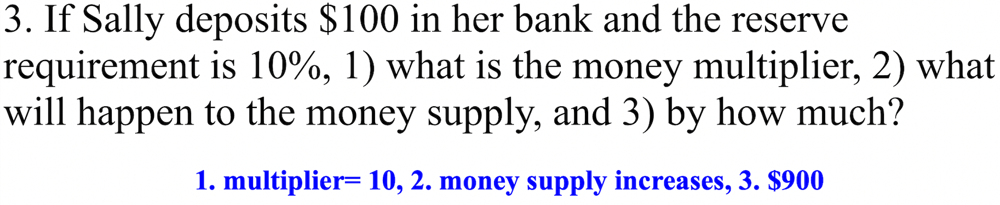 3. If Sally deposits $100 in her bank and the reserve
requirement is 10%, 1) what is the money multiplier, 2) what
will happen to the money supply, and 3) by how much?
1. multiplier= 10, 2. money supply increases, 3. $900